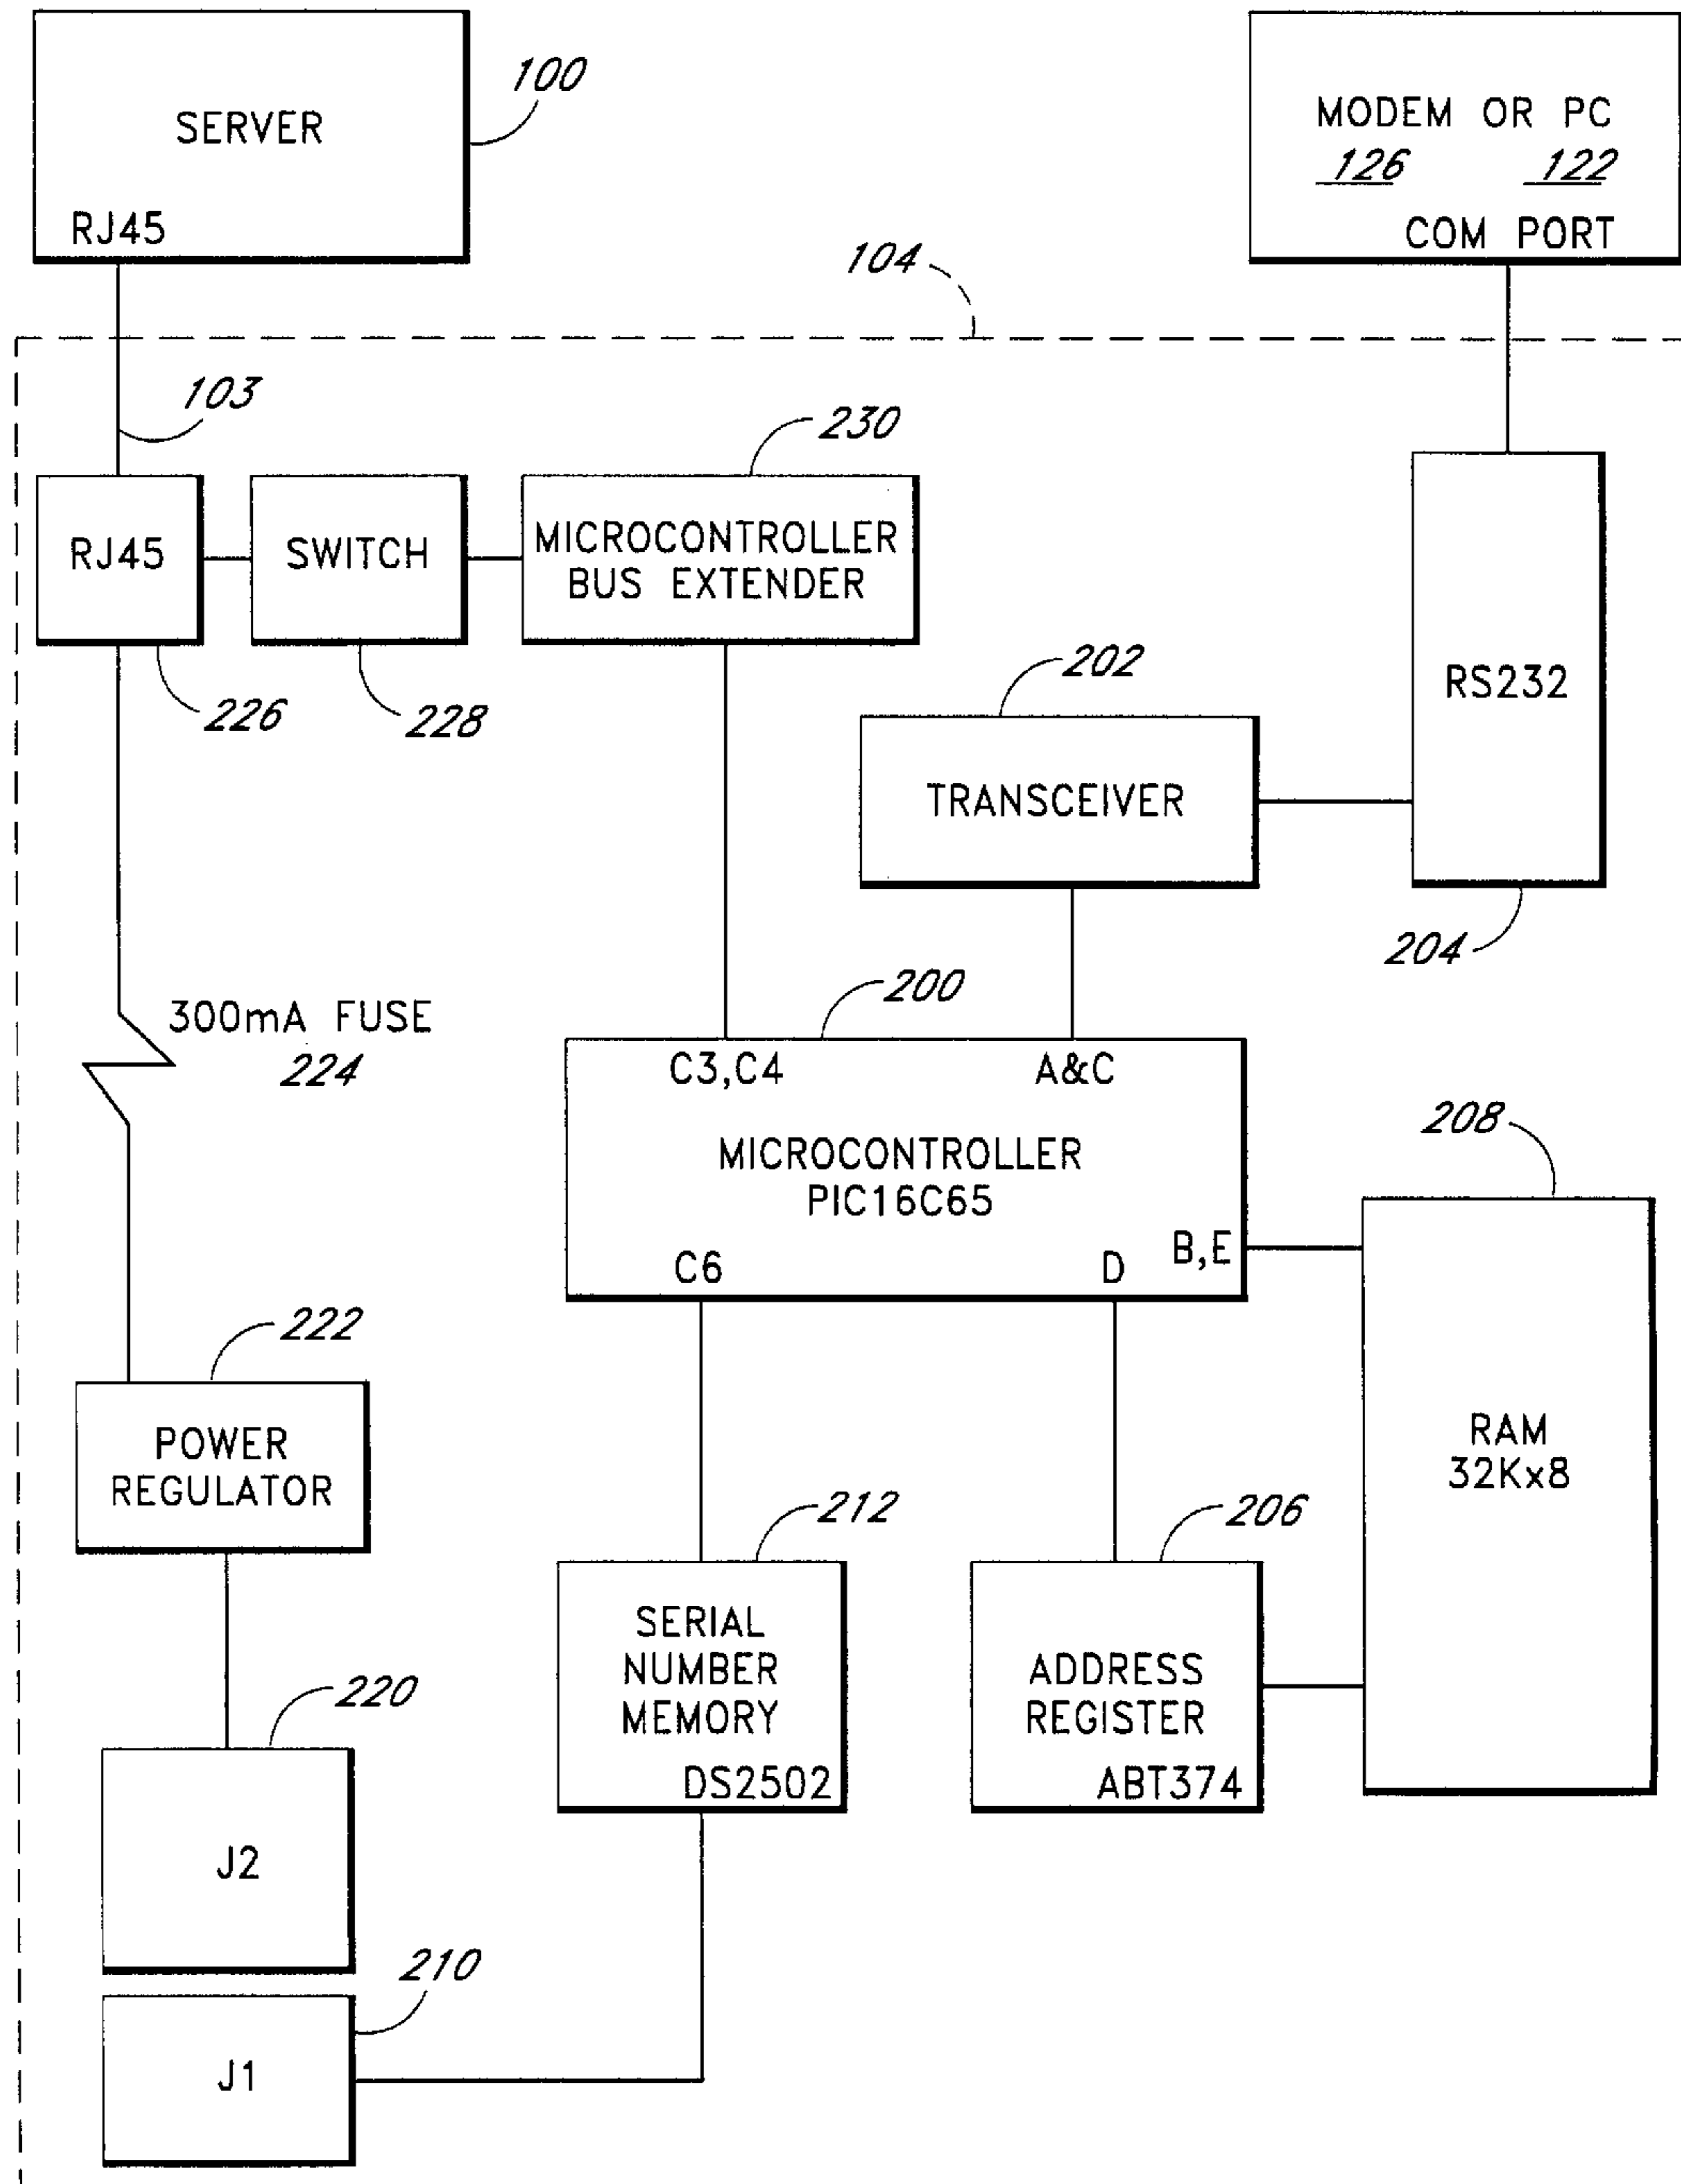 SERVER
RJ45
100
MODEM OR PC
126 122
COM PORT
104
103
230
RJ45
SWITCH
MICROCONTROLLER
BUS EXTENDER
226
228
202
TRANSCEIVER
RS232
204
300mA FUSE
224
200
C3,C4
A&C
MICROCONTROLLER
PIC16C65
C6
D
B,E
208
RAM
32Kx8
222
POWER
REGULATOR
212
SERIAL
NUMBER
MEMORY
DS2502
206
ADDRESS
REGISTER
ABT374
220
J2
210
J1